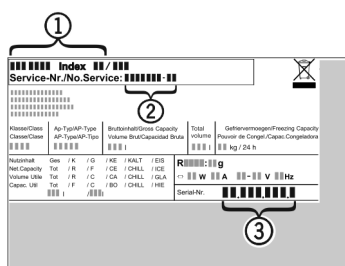 1
Index /
Service-Nr./No.Service: -
2
Klasse/Class Ap-Typ/AP-Type Bruttoinhalt/Gross Capacity Total Gefriervermoegen/Freezing Capacity
Classe/Clase AP-Type/AP-Tipo Volume Brut/Capacidad Bruta volume Pouvoir de Congel./Capac.Congeladora
l l kg / 24 h
Nutzinhalt Ges / K / G / KE / KALT / EIS R : g
Net.Capacity Tot / R / F / CE / CHILL / ICE
Volume Utile Tot / R / C / CA / CHILL / GLA W A - V Hz
Capac. Util Tot / F / C / BO / CHILL / HIE
l / l
Serial-Nr.
3